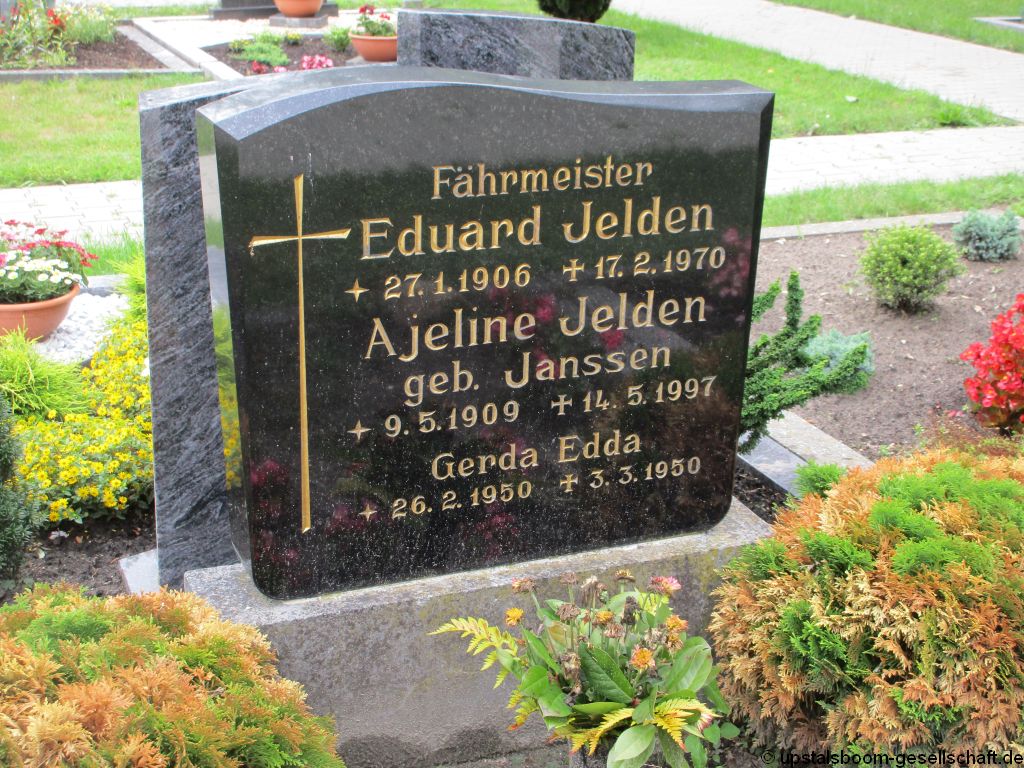 Fährmeister
Eduard Jelden
27.1.1906 17.2.1970
Ajeline Jelden
geb. Janssen
9.5.1909 14.5.1997
Gerda Edda
26.2.1950 3.3.1950
© upstalsboom-gesellschaft.de